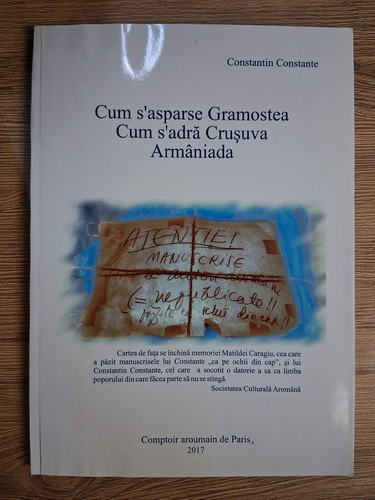 Constantin Constante
Cum s'asparse Gramostea
Cum s'adră Crușuva
Armâniada
ATENȚIE!
MANUSCRISE
(= nepublicate!!
din cap!!
Cartea de față se închină memoriei Matildei Caragiu, cea care
a păzit manuscrisele lui Constante „ca pe ochii din cap”, și lui
Constantin Constante, cel care a socotit o datorie a sa ca limba
poporului din care făcea parte să nu se stingă.
Societatea Culturală Aromână
Comptoir aroumain de Paris,
2017